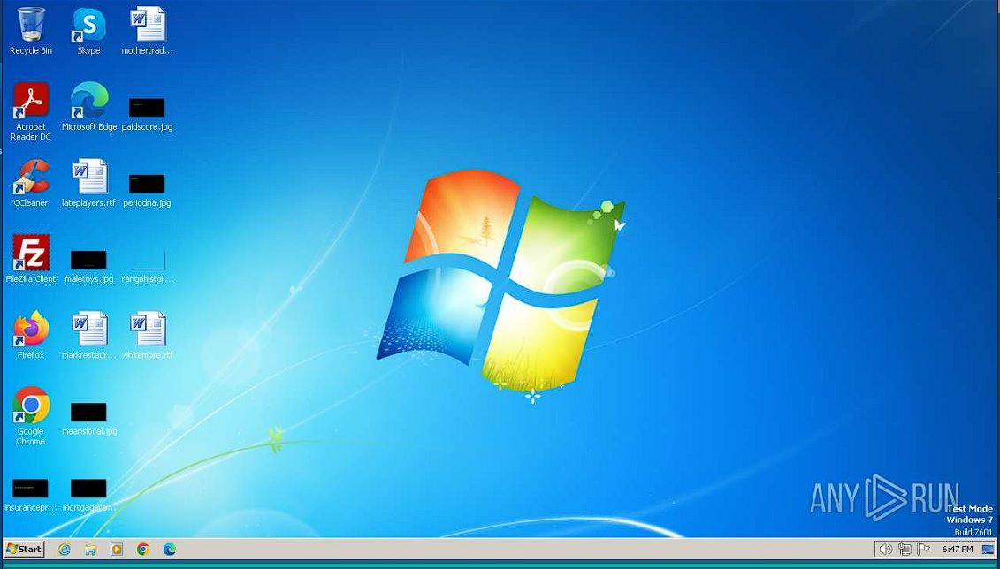 Recycle Bin
Skype
mothertrad...
Acrobat
Reader DC
Microsoft Edge
paidscore.jpg
CCleaner
lateplayers.rtf
periodna.jpg
FileZilla Client
maletoys.jpg
rangehistor...
Firefox
markrestaur...
whitemore.rtf
Google
Chrome
meanslocal.jpg
insurancepr...
mortgageco...
ANY RUN
Test Mode
Windows 7
Build 7601
Start
6:47 PM